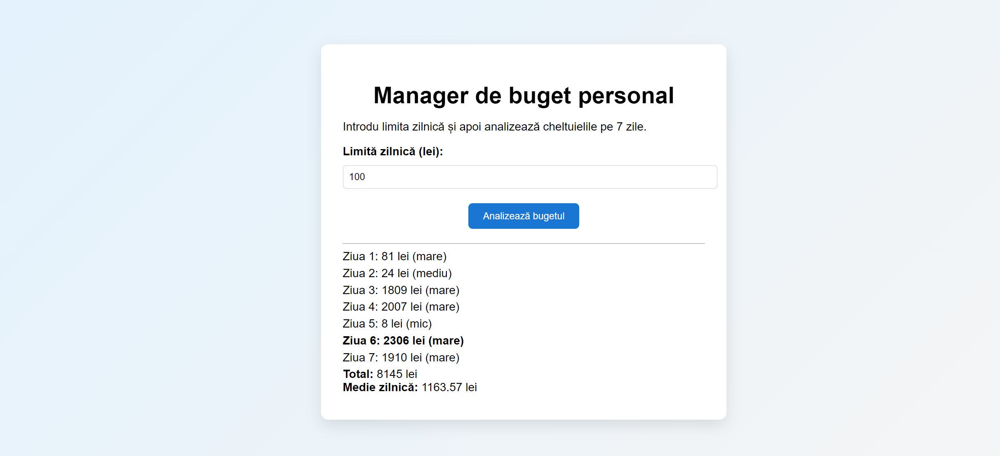 Manager de buget personal
Introdu limita zilnică și apoi analizează cheltuielile pe 7 zile.
Limită zilnică (lei):
100
Analizează bugetul
Ziua 1: 81 lei (mare)
Ziua 2: 24 lei (mediu)
Ziua 3: 1809 lei (mare)
Ziua 4: 2007 lei (mare)
Ziua 5: 8 lei (mic)
Ziua 6: 2306 lei (mare)
Ziua 7: 1910 lei (mare)
Total: 8145 lei
Medie zilnică: 1163.57 lei